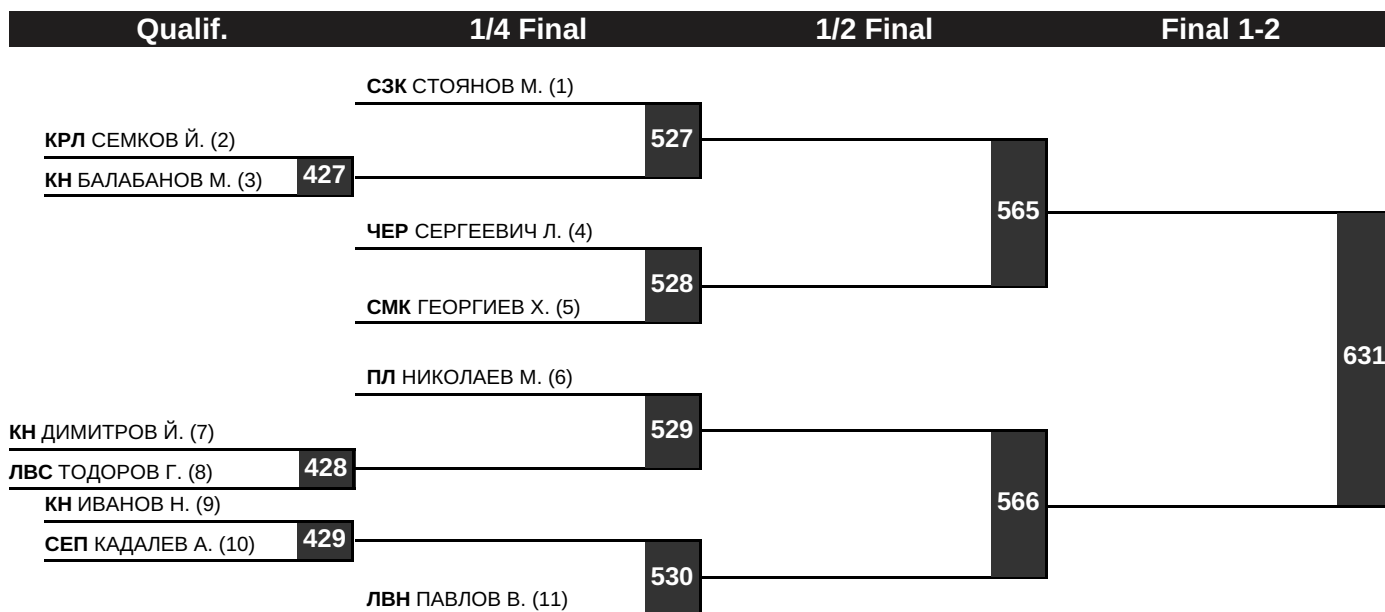 Qualif. 1/4 Final 1/2 Final Final 1-2
СЗК СТОЯНОВ М. (1)
КРЛ СЕМКОВ Й. (2)
527
КН БАЛАБАНОВ М. (3) 427
565
ЧЕР СЕРГЕЕВИЧ Л. (4)
528
СМК ГЕОРГИЕВ Х. (5)
631
ПЛ НИКОЛАЕВ М. (6)
КН ДИМИТРОВ Й. (7)
529
ЛВС ТОДОРОВ Г. (8) 428
КН ИВАНОВ Н. (9)
566
СЕП КАДАЛЕВ А. (10) 429
530
ЛВН ПАВЛОВ В. (11)